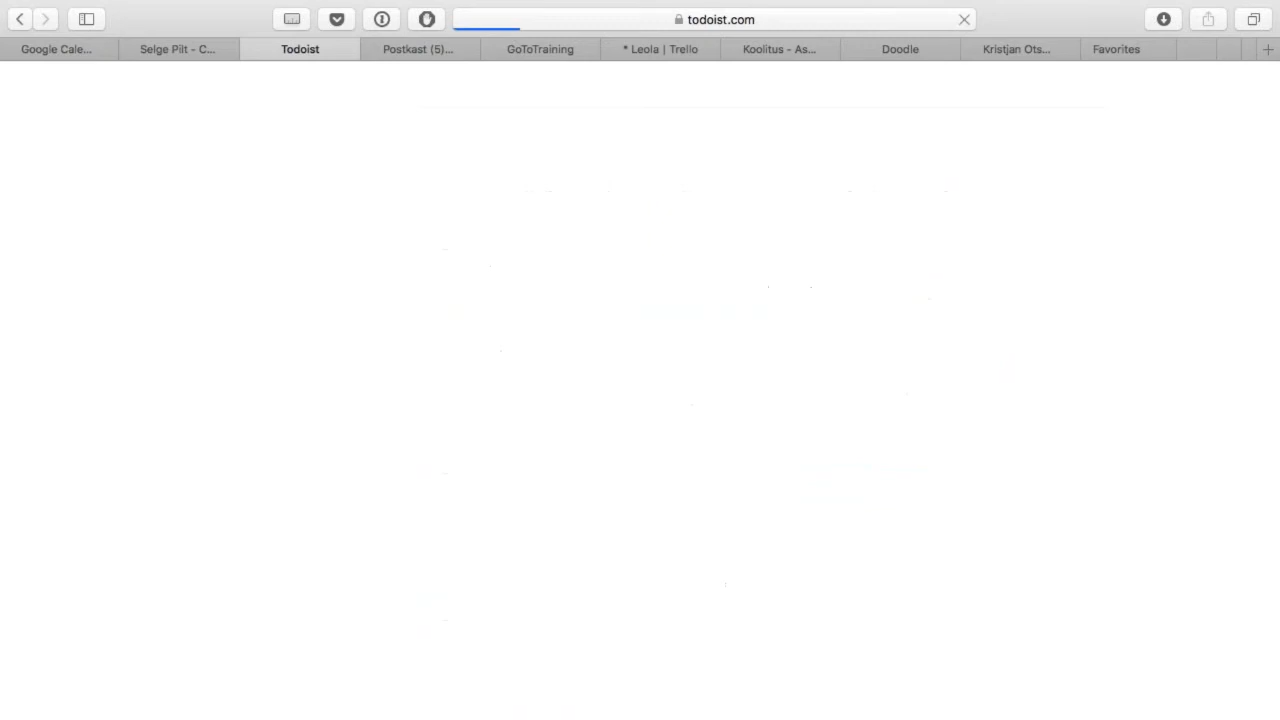 todoist.com
Google Cale...
Selge Pilt - C...
Todoist
Postkast (5)...
GoToTraining
* Leola | Trello
Koolitus - As...
Doodle
Kristjan Ots...
Favorites